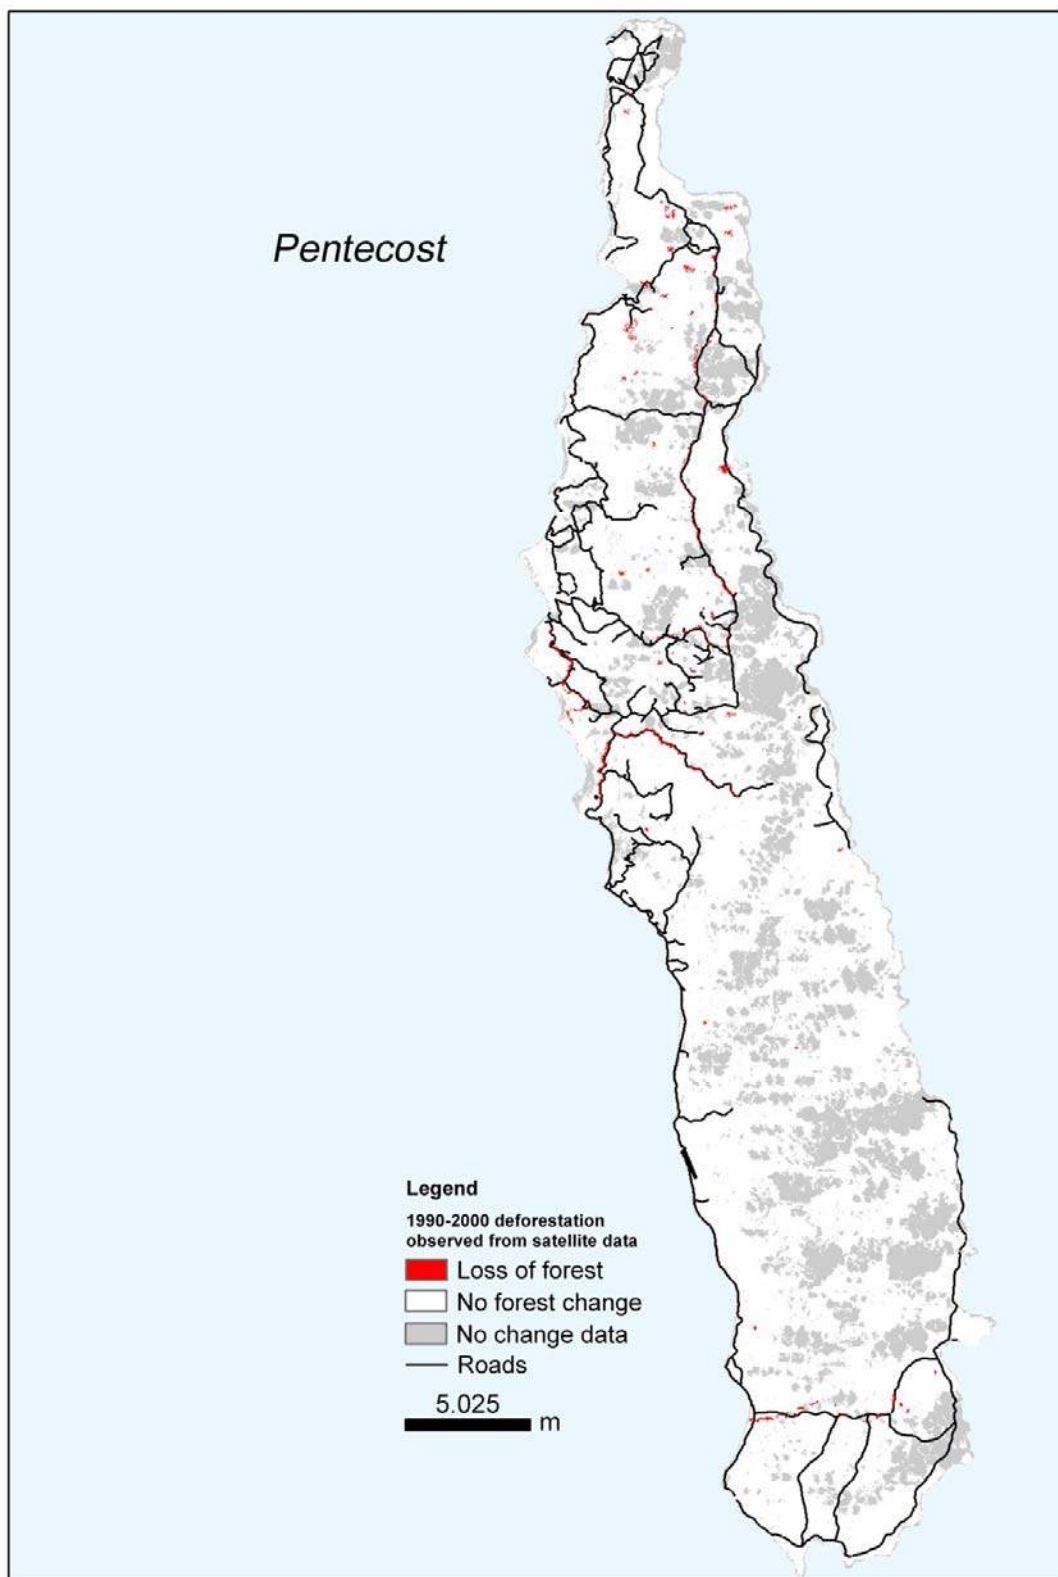 Pentecost
Legend
1990-2000 deforestation
observed from satellite data
Loss of forest
No forest change
No change data
Roads
5.025
m